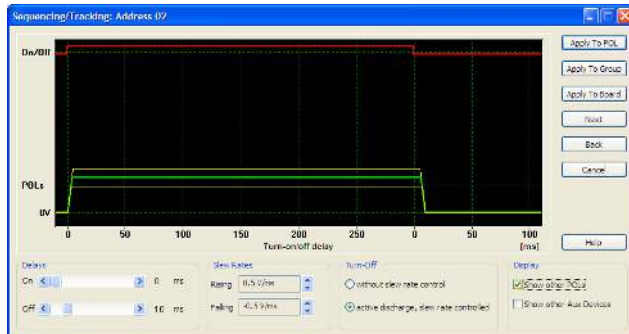 Sequencing/Tracking: Address 02
On/Off
POLs
0V
0 50 100 150 200 250 0 50 100
Turn-on/off delay [ms]
Apply To POL
Apply To Group
Apply To Board
Next
Back
Cancel
Help
Delays
On 0 ms
Off 16 ms
Slew Rates
Rising 0.5 V/ms
Falling -0.5 V/ms
Turn-Off
without slew rate control
active discharge, slew rate controlled
Display
Show other POLs
Show other Aux Devices